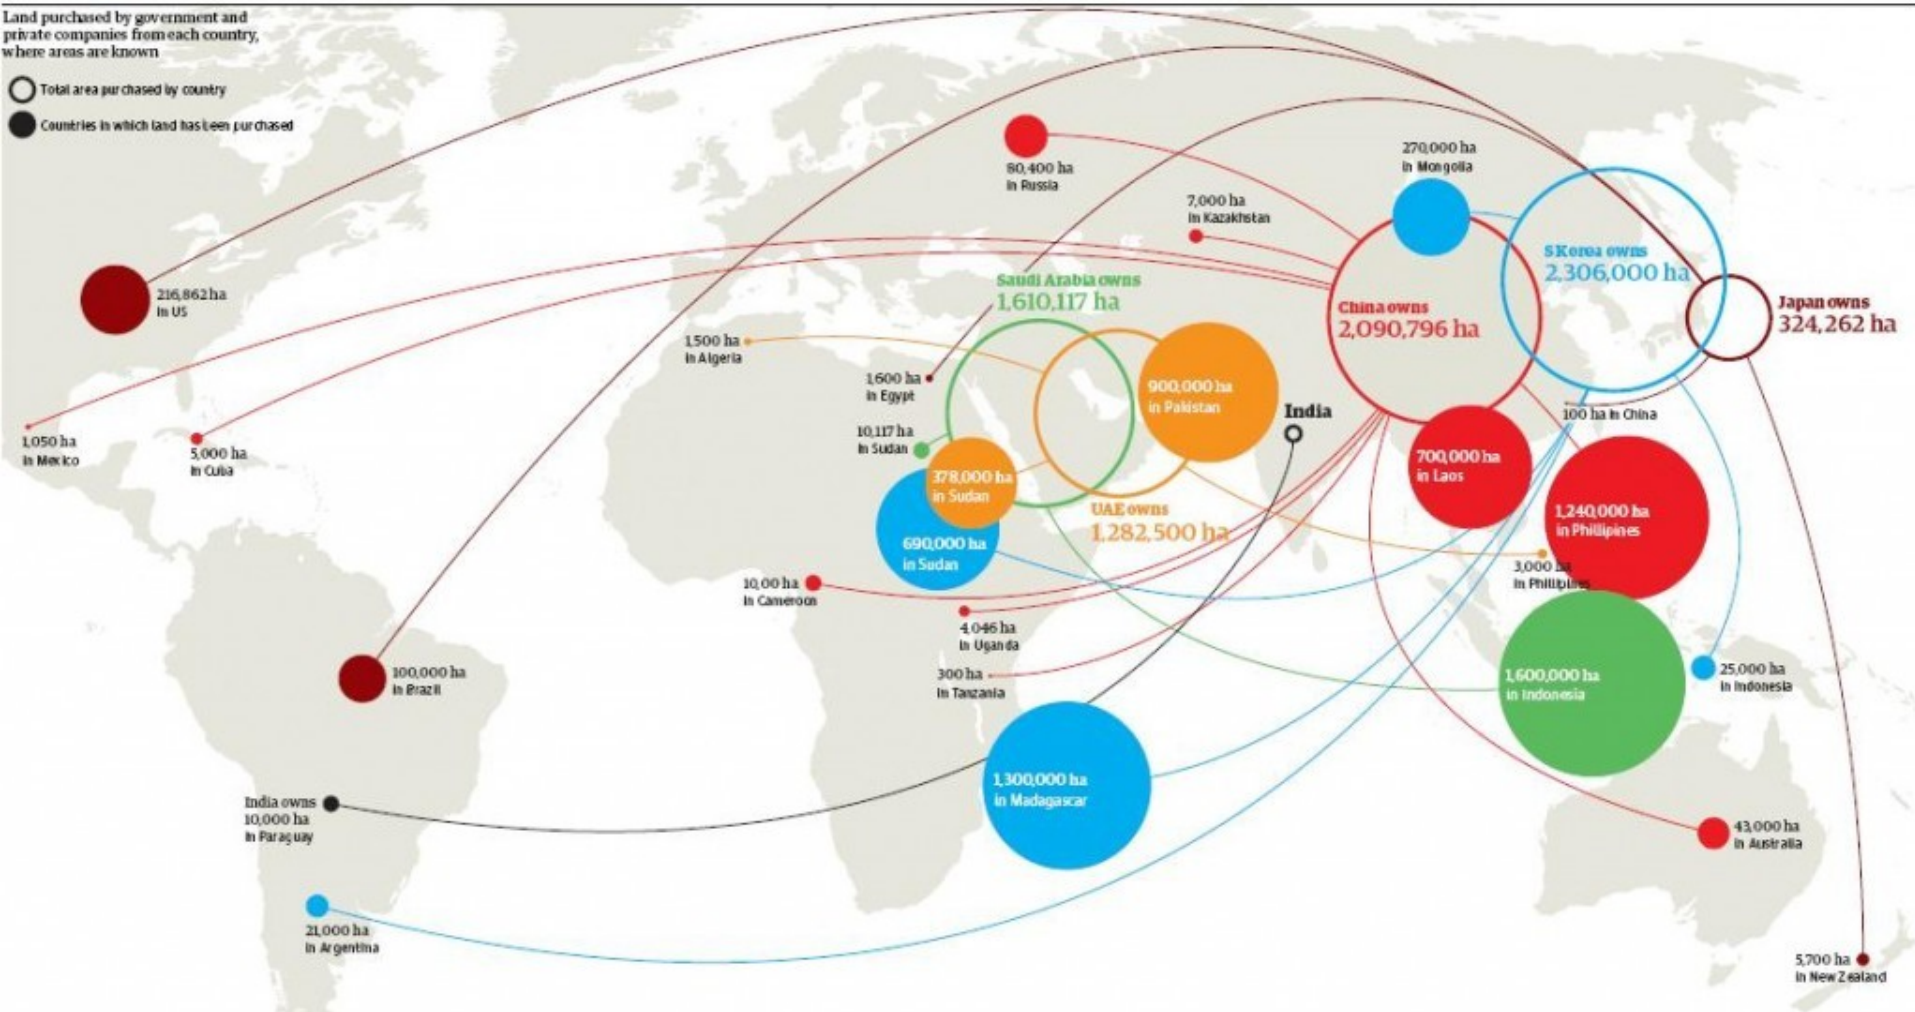 Land purchased by government and
private companies from each country,
where areas are known
Total area purchased by country
Countries in which land has been purchased
80,400 ha
in Russia
270,000 ha
in Mongolia
7,000 ha
in Kazakhstan
S Korea owns
2,306,000 ha
Saudi Arabia owns
1,610,117 ha
216,862 ha
in US
China owns
2,090,796 ha
Japan owns
324,262 ha
1,500 ha
in Algeria
1,600 ha
in Egypt
900,000 ha
in Pakistan
India
100 ha in China
1,050 ha
in Mexico
5,000 ha
in Cuba
10,117 ha
in Sudan
378,000 ha
in Sudan
700,000 ha
in Laos
UAE owns
1,282,500 ha
1,240,000 ha
in Phillipines
690,000 ha
in Sudan
3,000 ha
in Phillipines
10,00 ha
in Cameroon
4,046 ha
in Uganda
300 ha
in Tanzania
100,000 ha
in Brazil
1,600,000 ha
in Indonesia
25,000 ha
in Indonesia
1,300,000 ha
in Madagascar
India owns
10,000 ha
in Paraguay
43,000 ha
in Australia
21,000 ha
in Argentina
5,700 ha
in New Zealand